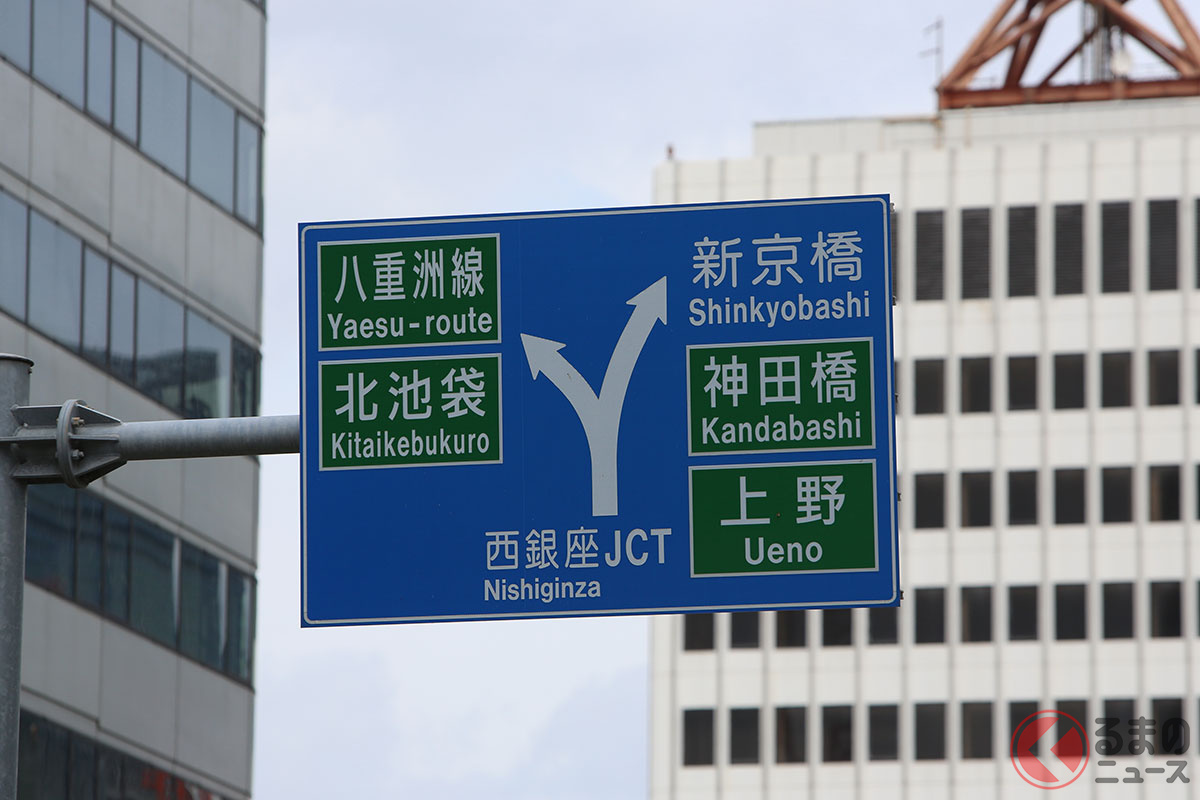 八重洲線
Yaesu-route
北池袋
Kitaikebukuro
新京橋
Shinkyobashi
神田橋
Kandabashi
上野
Ueno
西銀座JCT
Nishiginza
くるまの
ニュース